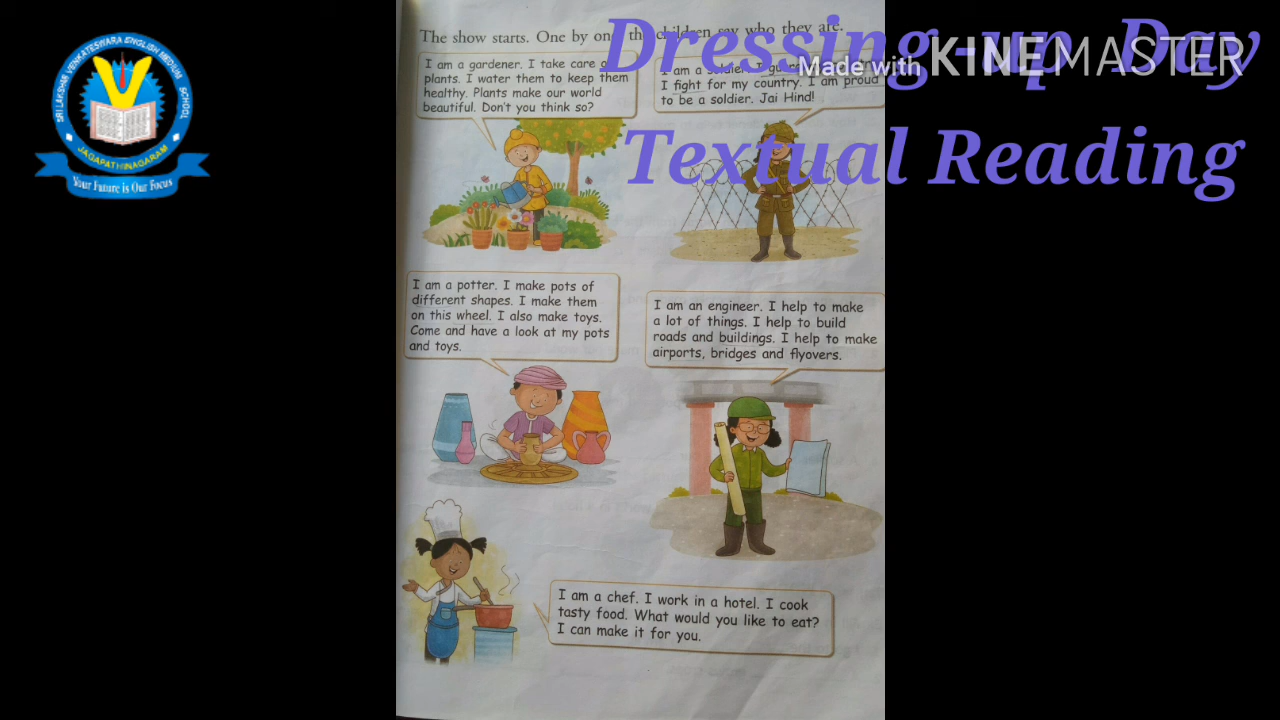 Dressing-up Day
Made with KINEMASTER
Textual Reading
SRI LAKSHMI VENKATESWARA ENGLISH MEDIUM SCHOOL
JAGAPATHINAGARAM
Your Future is Our Focus
The show starts. One by one the children say who they are.
I am a gardener. I take care of
plants. I water them to keep them
healthy. Plants make our world
beautiful. Don't you think so?
I am a soldier. I
I fight for my country. I am proud
to be a soldier. Jai Hind!
I am a potter. I make pots of
different shapes. I make them
on this wheel. I also make toys.
Come and have a look at my pots
and toys.
I am an engineer. I help to make
a lot of things. I help to build
roads and buildings. I help to make
airports, bridges and flyovers.
I am a chef. I work in a hotel. I cook
tasty food. What would you like to eat?
I can make it for you.